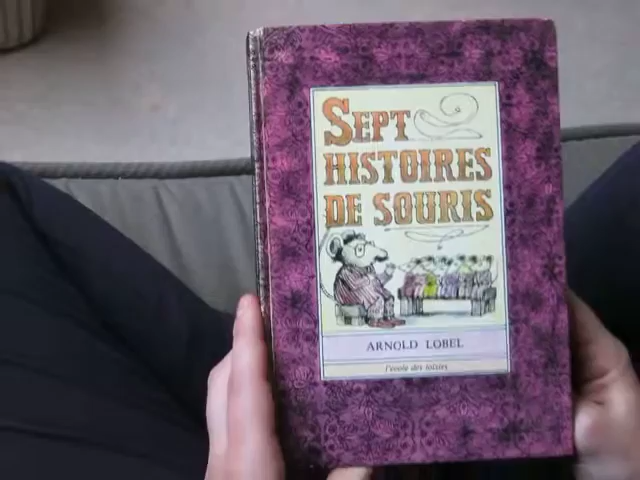 SEPT
HISTOIRES
DE SOURIS
ARNOLD LOBEL
l'école des loisirs